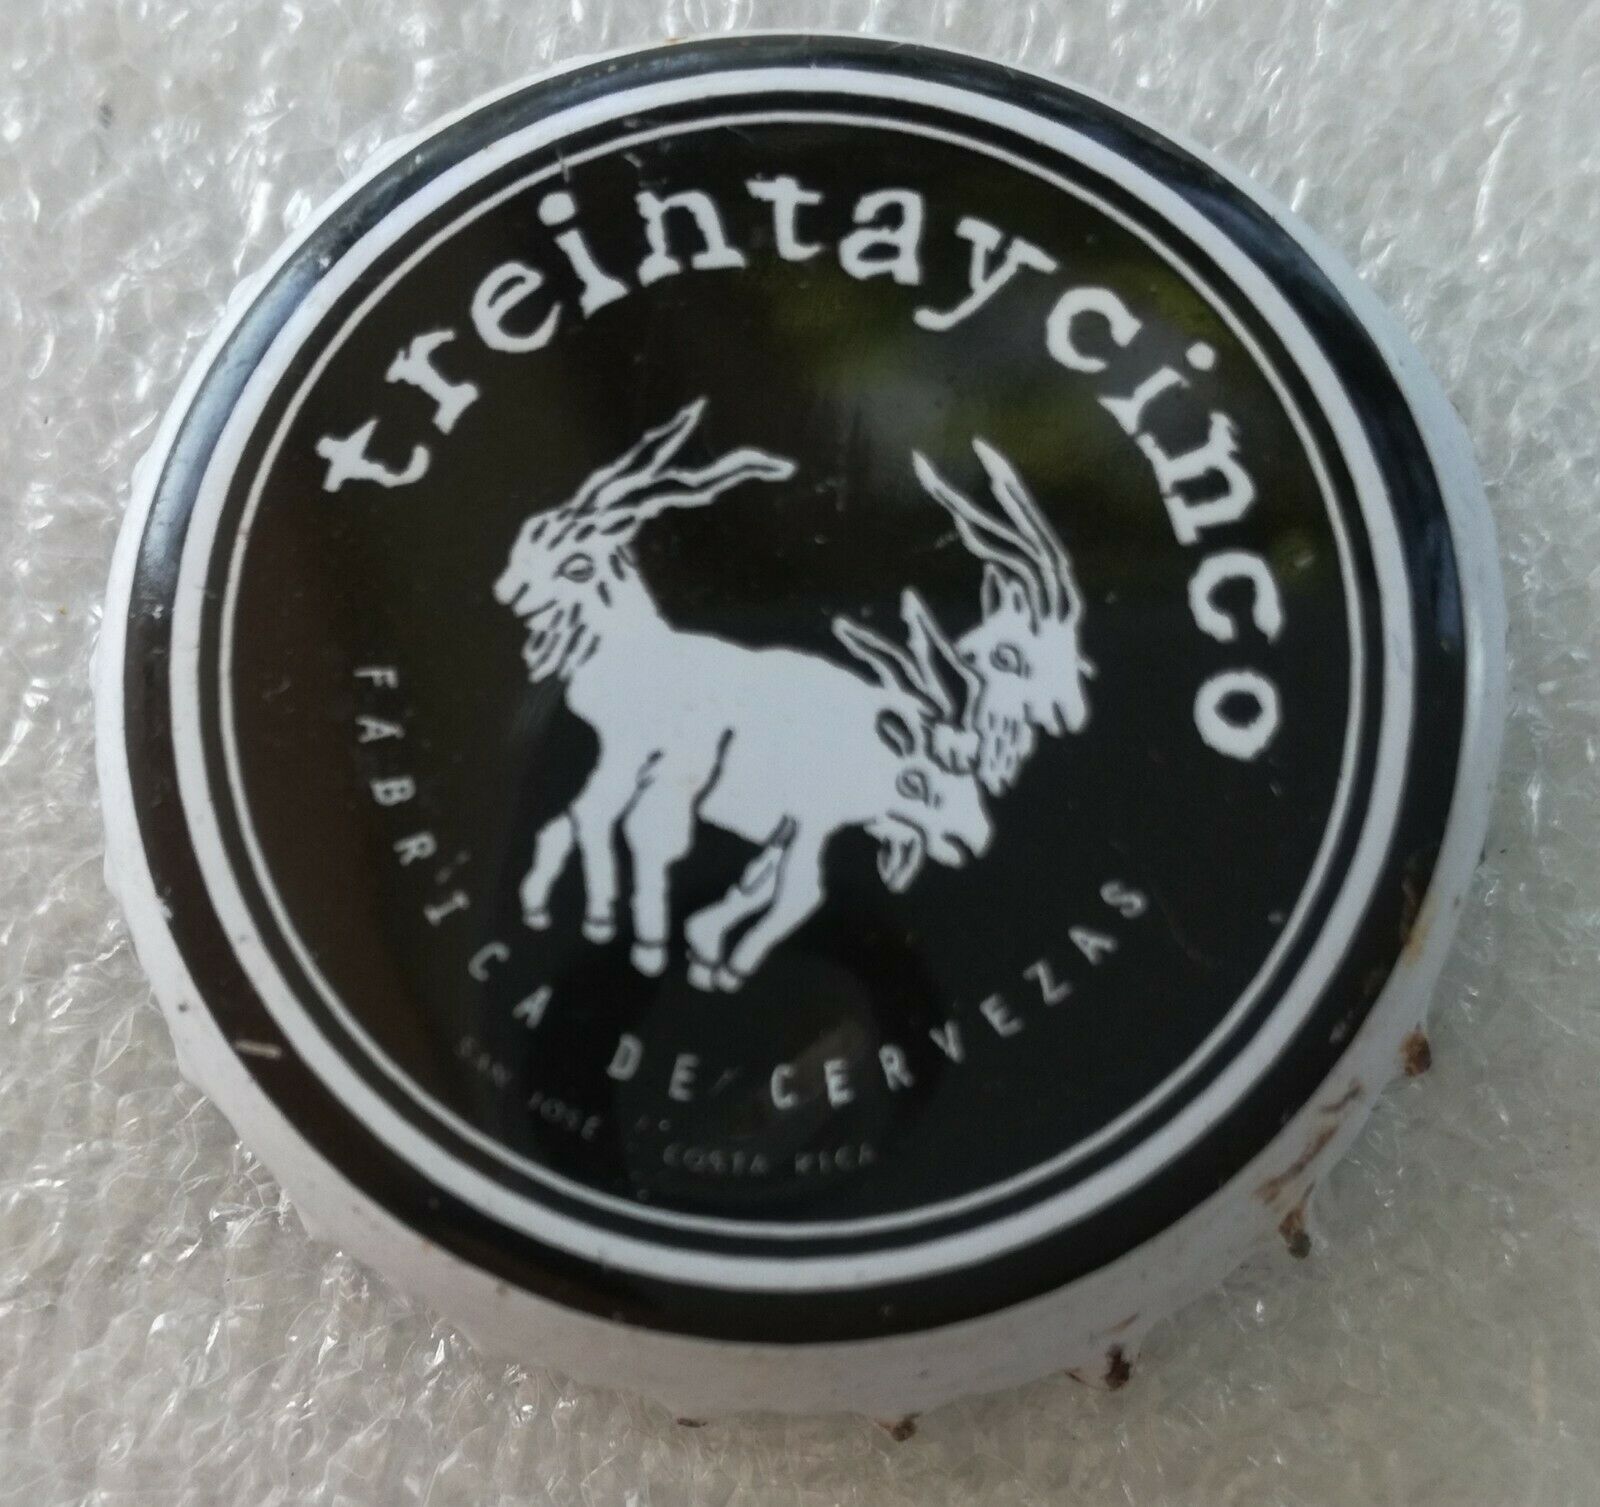 treintaycinco
FÁBRICA DE CERVEZAS
SAN JOSÉ COSTA RICA